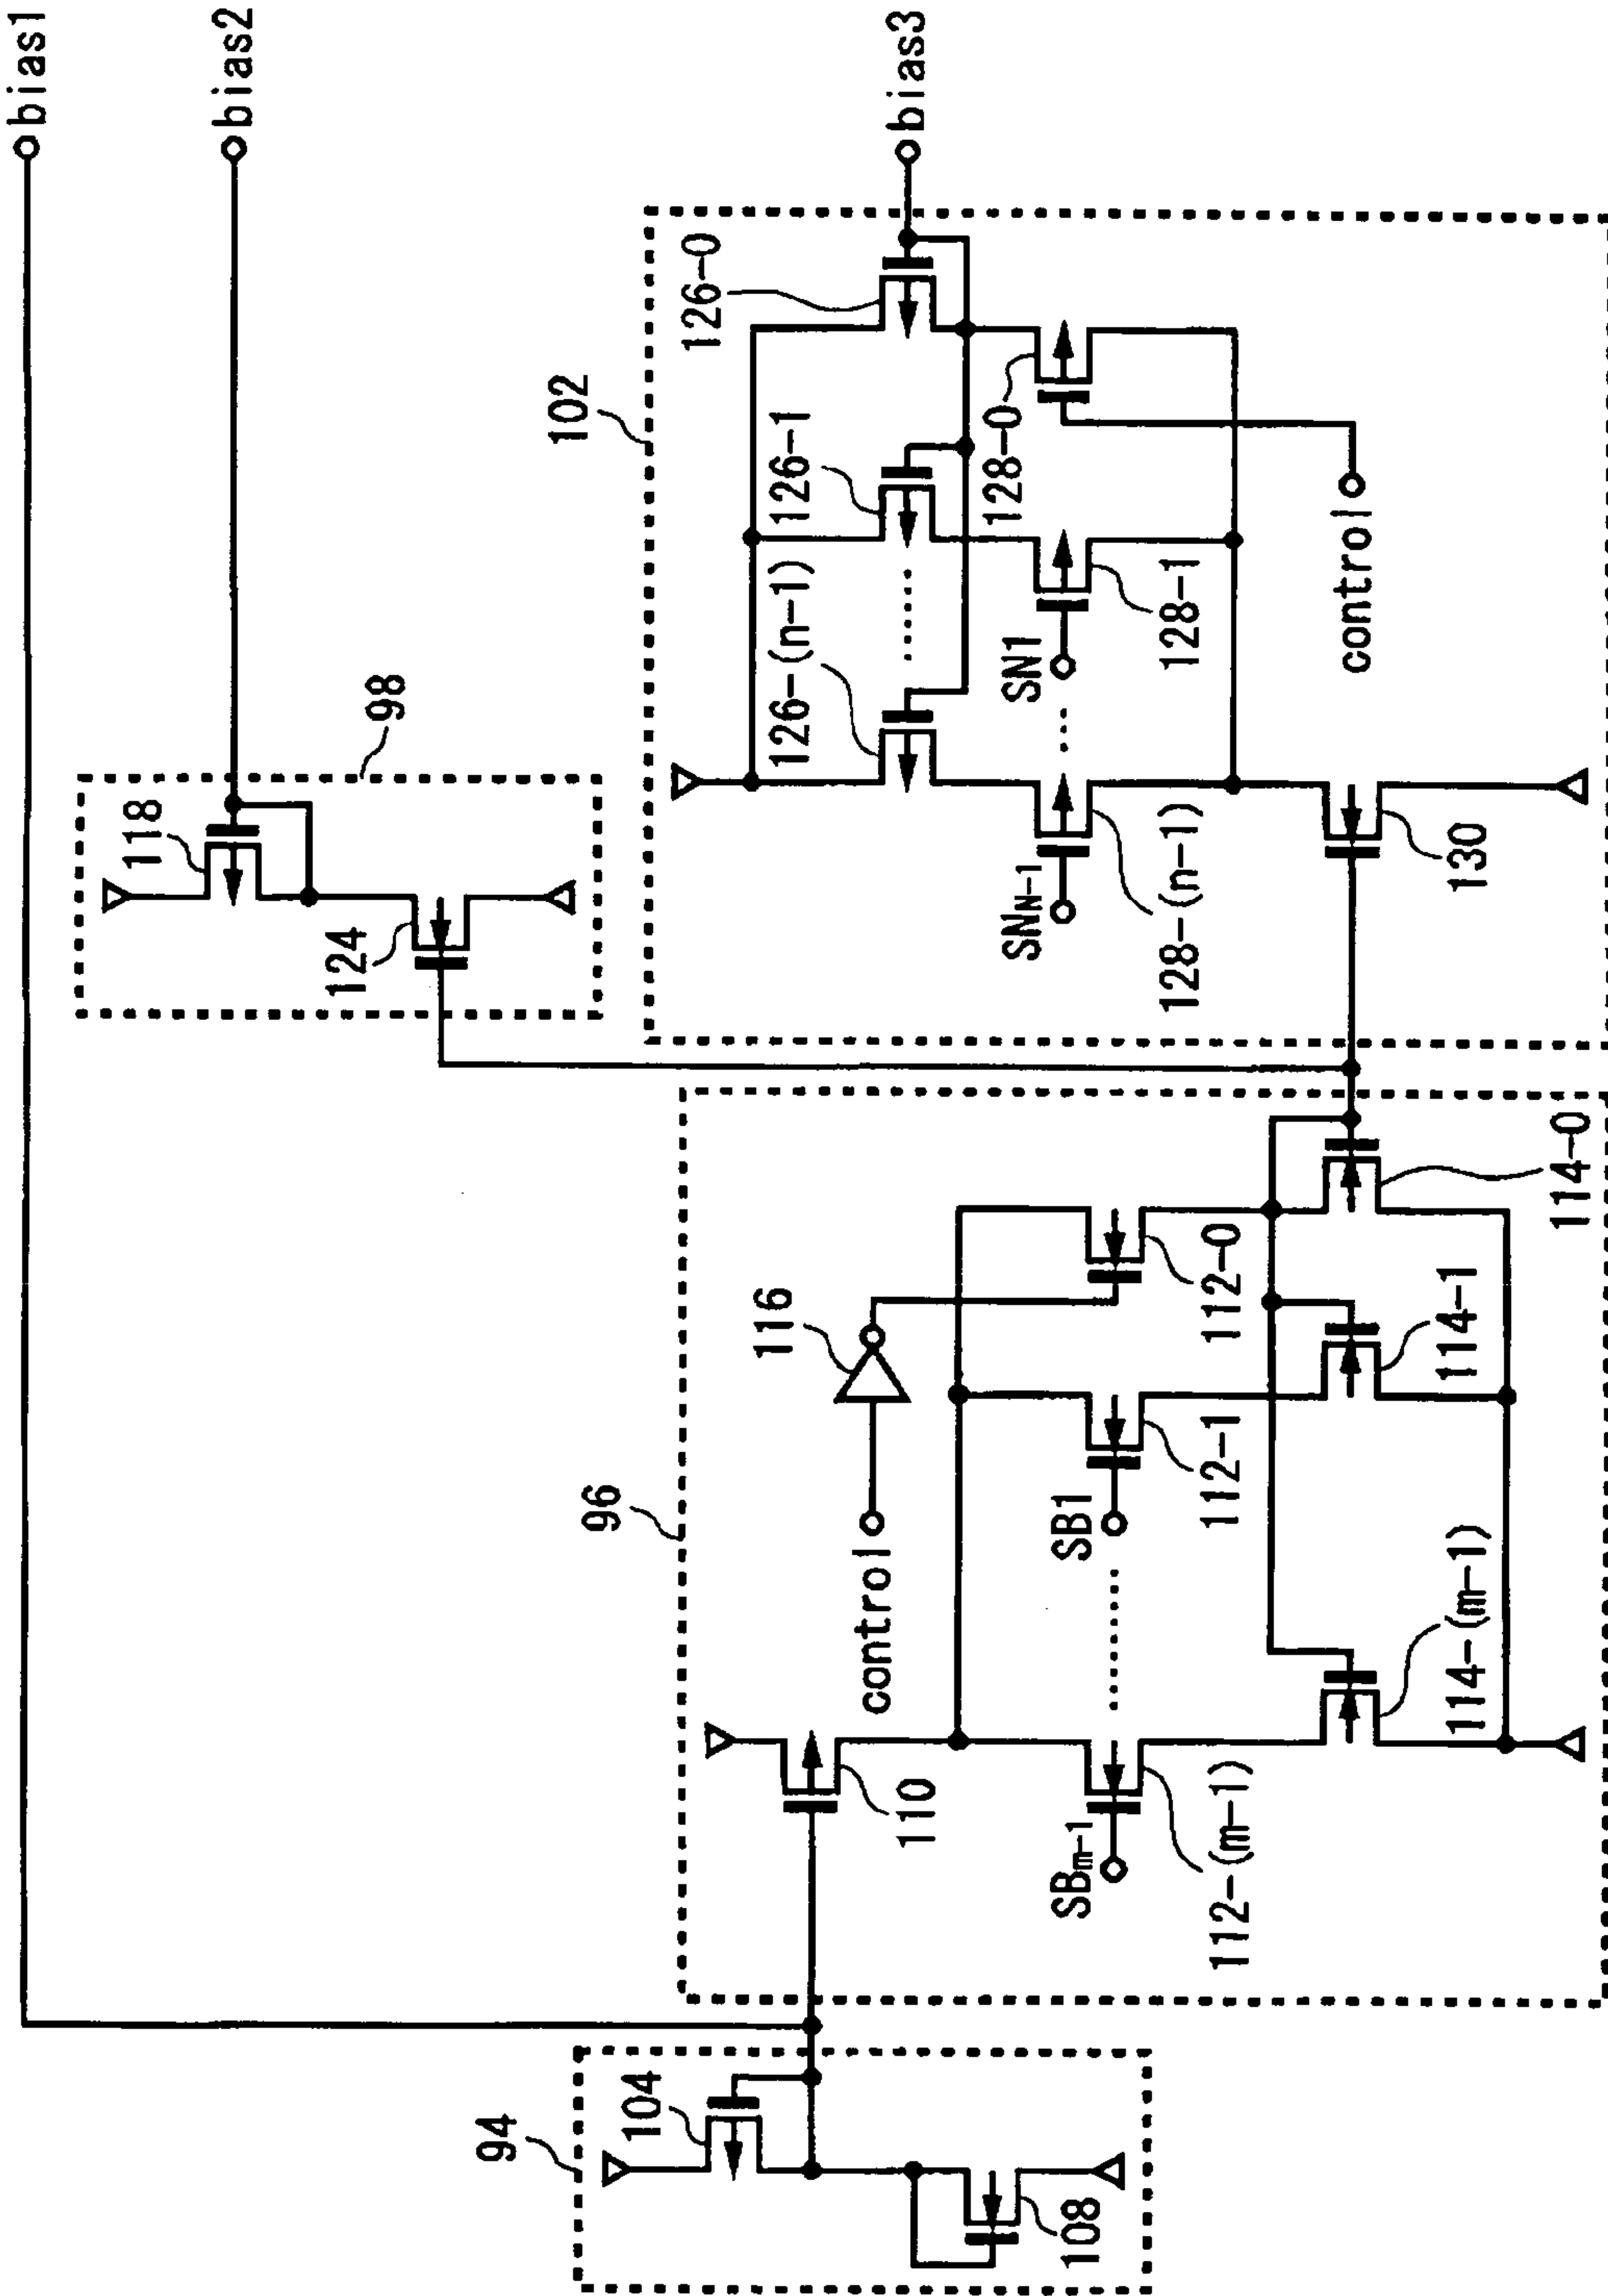 bias1
bias2
98
118
124
102
126-0
bias3
126-1
126-(n-1)
128-0
SN1
128-1
SN_{N-1}
128-(n-1)
control
130
96
116
control
110
112-0
SB1
112-1
SB_{m-1}
112-(m-1)
114-0
114-1
114-(m-1)
94
104
108